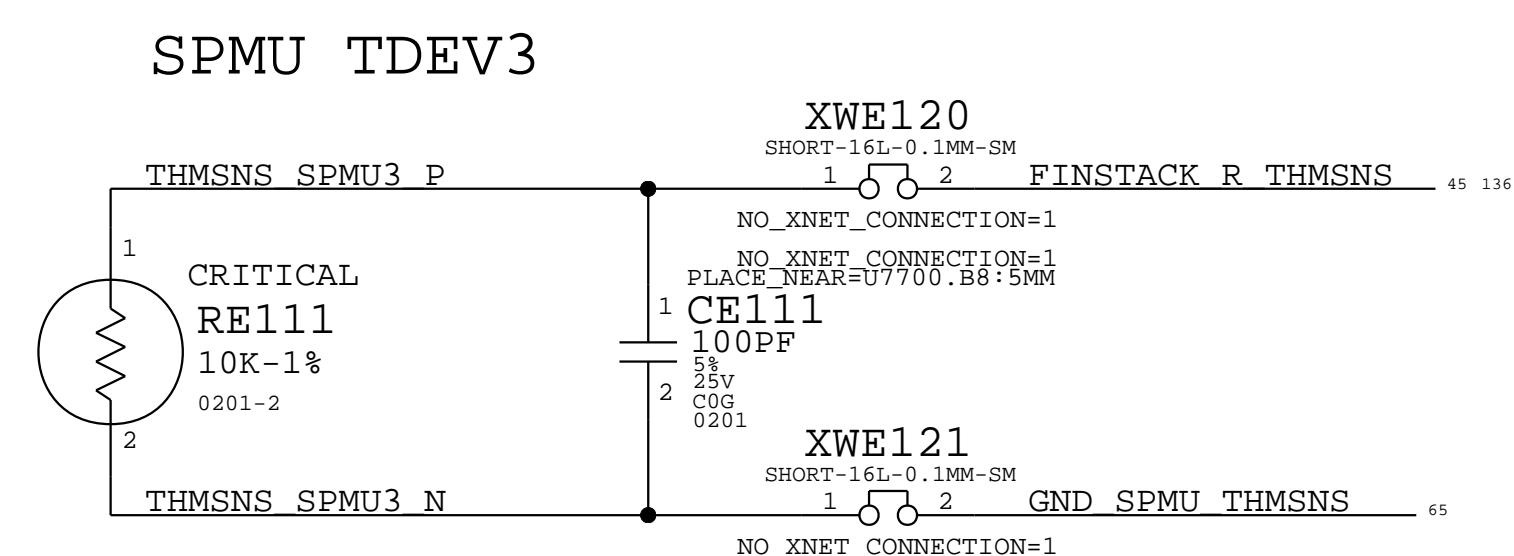 SPMU TDEV3
XWE120
SHORT-16L-0.1MM-SM
THMSNS_SPMU3_P
1
2
FINSTACK_R_THMSNS
45 136
NO_XNET_CONNECTION=1
1
NO_XNET_CONNECTION=1
PLACE_NEAR=U7700.B8:5MM
CRITICAL
RE111
10K-1%
0201-2
2
1
CE111
100PF
5%
25V
C0G
0201
2
XWE121
SHORT-16L-0.1MM-SM
THMSNS_SPMU3_N
1
2
GND_SPMU_THMSNS
65
NO_XNET_CONNECTION=1